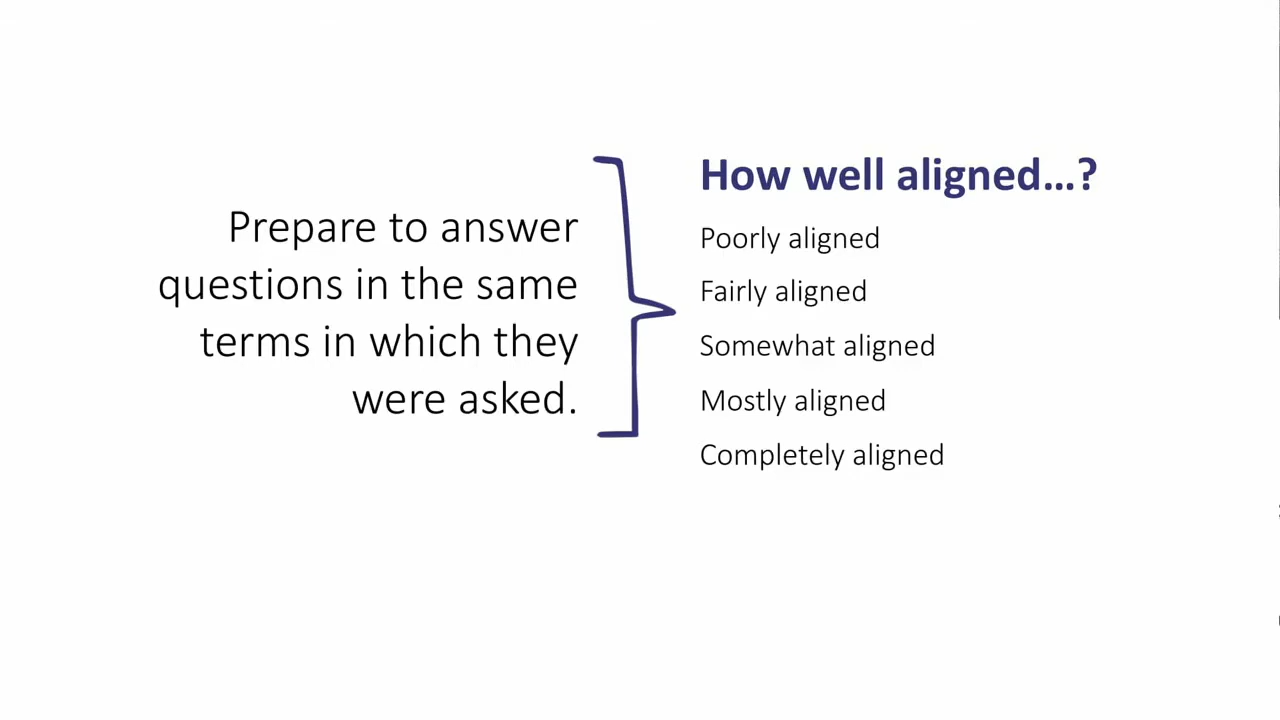 Prepare to answer
questions in the same
terms in which they
were asked.
How well aligned…?
Poorly aligned
Fairly aligned
Somewhat aligned
Mostly aligned
Completely aligned